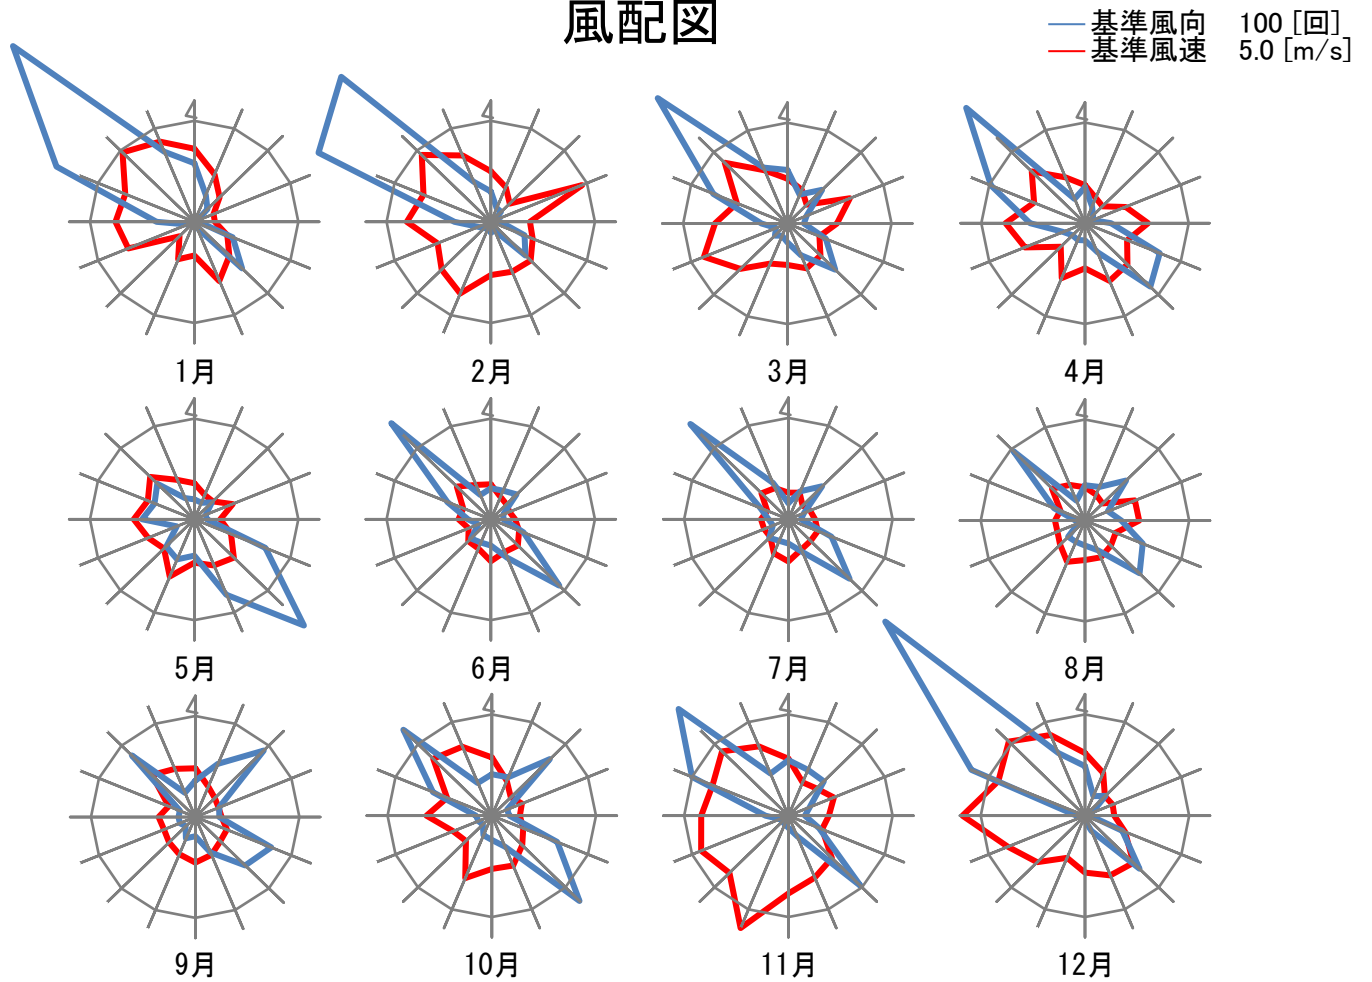 風配図
基準風向 100 [回]
基準風速 5.0 [m/s]
1月
2月
3月
4月
5月
6月
7月
8月
9月
10月
11月
12月